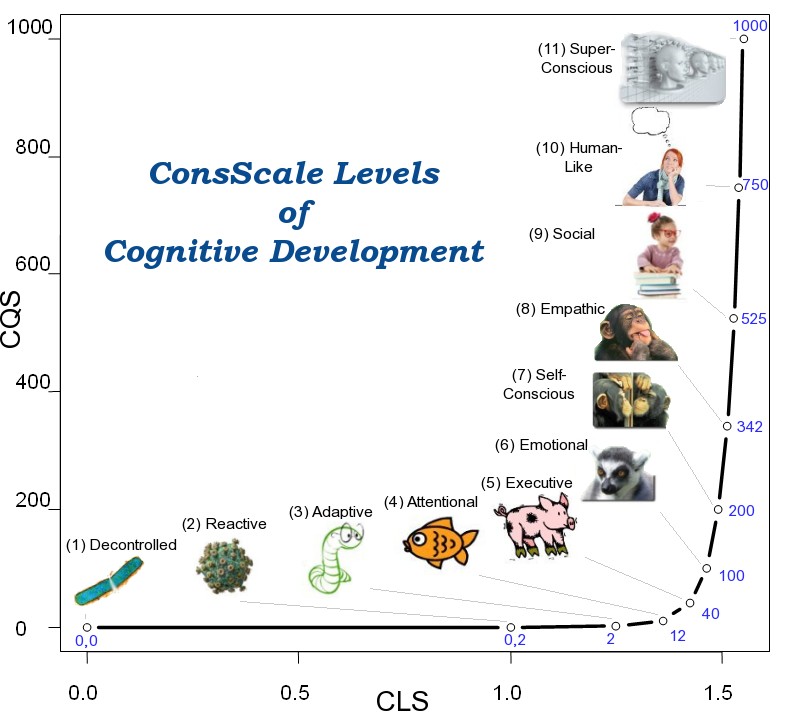 1000
1000
(11) Super-
Conscious
800
ConsScale Levels
of
Cognitive Development
(10) Human-
Like
750
(9) Social
600
CQS
(8) Empathic
525
400
(7) Self-
Conscious
342
(6) Emotional
(5) Executive
(4) Attentional
(3) Adaptive
(2) Reactive
(1) Decontrolled
200
200
100
40
0
0,0
0,2
2
12
0.0
0.5
1.0
1.5
CLS